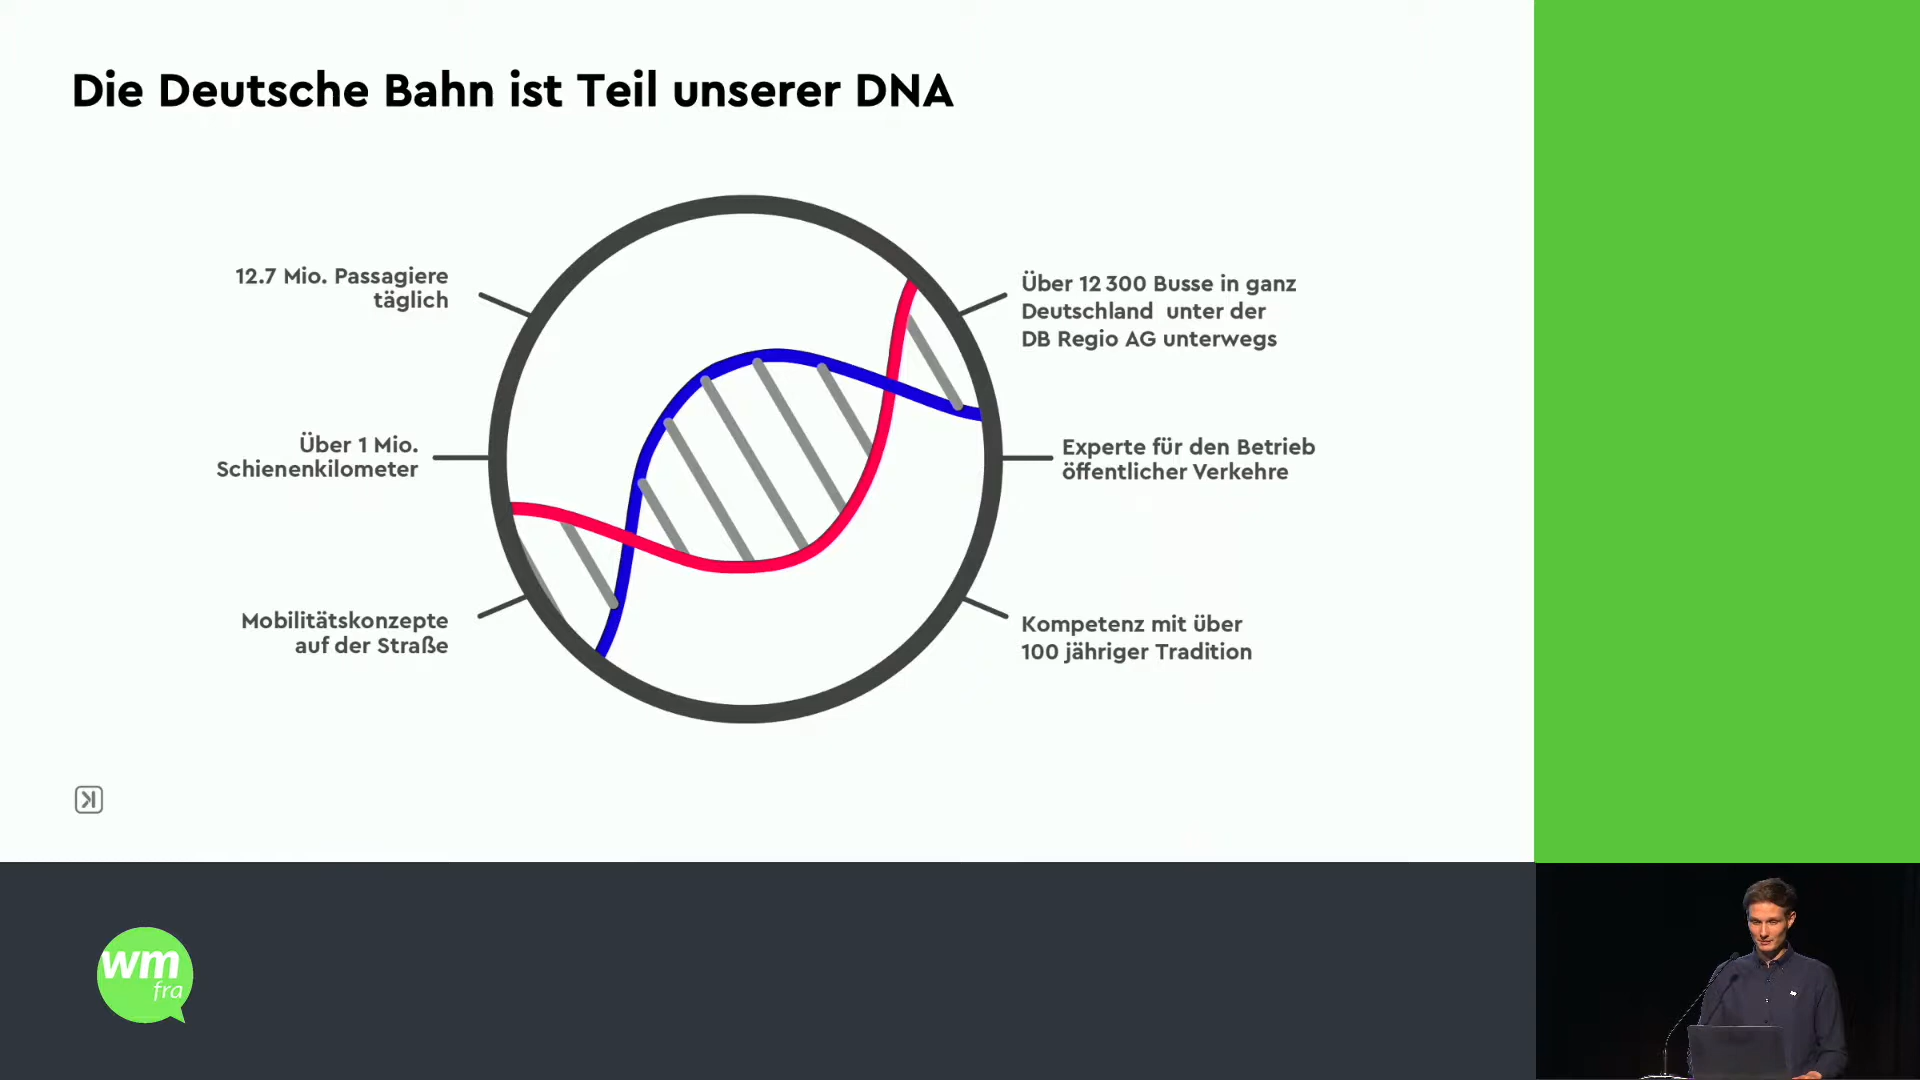 Die Deutsche Bahn ist Teil unserer DNA
12.7 Mio. Passagiere
täglich
Über 1 Mio.
Schienenkilometer
Mobilitätskonzepte
auf der Straße
Über 12 300 Busse in ganz
Deutschland unter der
DB Regio AG unterwegs
Experte für den Betrieb
öffentlicher Verkehre
Kompetenz mit über
100 jähriger Tradition
wm
fra